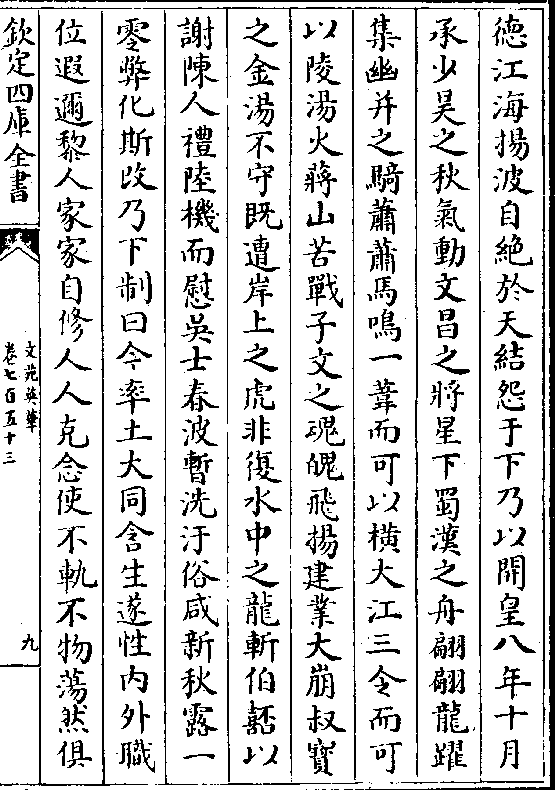 德江海揚波自絶於天結怨于下乃以開皇八年十月
承少昊之秋氣動文昌之將星下蜀漢之舟翩翩龍躍
集幽并之騎蕭蕭馬鳴一葦而可以横大江三令而可
以陵湯火蔣山苦戰子文之魂魄飛揚建業大崩叔寶
之金湯不守既遭岸上之虎非復水中之龍斬伯嚭以
謝陳人禮陸機而慰吳士春波暫洗汙俗咸新秋露一
零弊化斯改乃下制曰今率土大同含生遂性内外職
位遐邇黎人家家自修人人克念使不軌不物蕩然俱
欽定四庫全書
文苑英華
卷七百五十三
九